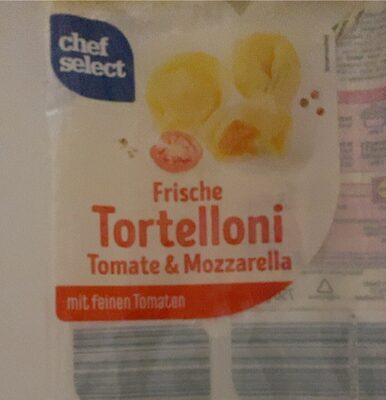 chef
select
Frische
Tortelloni
Tomate & Mozzarella
mit feinen Tomaten